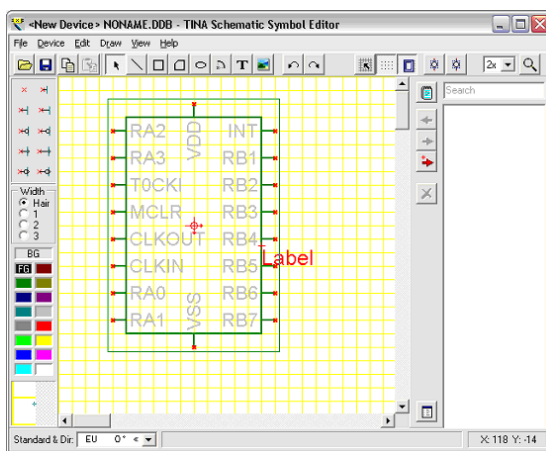 <New Device> NONAME.DDB - TINA Schematic Symbol Editor
File Device Edit Draw View Help
T
2x
Search
Width
Hair
1
2
3
BG
FG
RA2 VDD INT
RA3 RB1
T0CKI RB2
MCLR RB3
CLKOUT RB4
Label
CLKIN RB5
RA0 VSS RB6
RA1 RB7
Standard & Dir: EU 0° < X: 118 Y: -14